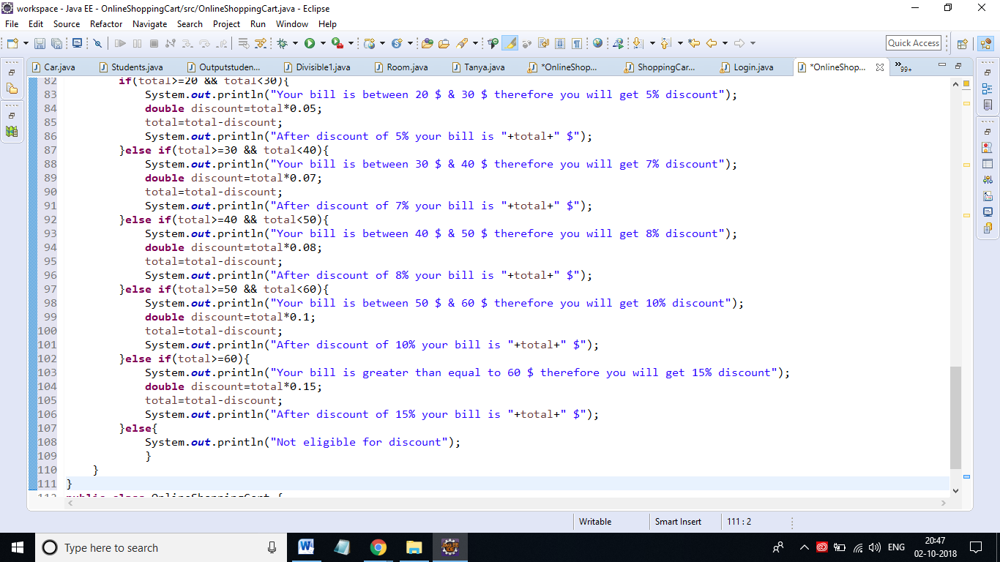 workspace - Java EE - OnlineShoppingCart/src/OnlineShoppingCart.java - Eclipse
File Edit Source Refactor Navigate Search Project Run Window Help
Quick Access
Car.java Students.java Outputstuden... Divisible1.java Room.java Tanya.java *OnlineShop... ShoppingCar... Login.java *OnlineShop... »99+
82 if(total>=20 && total<30){
83 System.out.println("Your bill is between 20 $ & 30 $ therefore you will get 5% discount");
84 double discount=total*0.05;
85 total=total-discount;
86 System.out.println("After discount of 5% your bill is "+total+" $");
87 }else if(total>=30 && total<40){
88 System.out.println("Your bill is between 30 $ & 40 $ therefore you will get 7% discount");
89 double discount=total*0.07;
90 total=total-discount;
91 System.out.println("After discount of 7% your bill is "+total+" $");
92 }else if(total>=40 && total<50){
93 System.out.println("Your bill is between 40 $ & 50 $ therefore you will get 8% discount");
94 double discount=total*0.08;
95 total=total-discount;
96 System.out.println("After discount of 8% your bill is "+total+" $");
97 }else if(total>=50 && total<60){
98 System.out.println("Your bill is between 50 $ & 60 $ therefore you will get 10% discount");
99 double discount=total*0.1;
100 total=total-discount;
101 System.out.println("After discount of 10% your bill is "+total+" $");
102 }else if(total>=60){
103 System.out.println("Your bill is greater than equal to 60 $ therefore you will get 15% discount");
104 double discount=total*0.15;
105 total=total-discount;
106 System.out.println("After discount of 15% your bill is "+total+" $");
107 }else{
108 System.out.println("Not eligible for discount");
109 }
110 }
111 }
112 public class OnlineShoppingCart {
Writable Smart Insert 111 : 2
Type here to search
ENG
20:47
02-10-2018